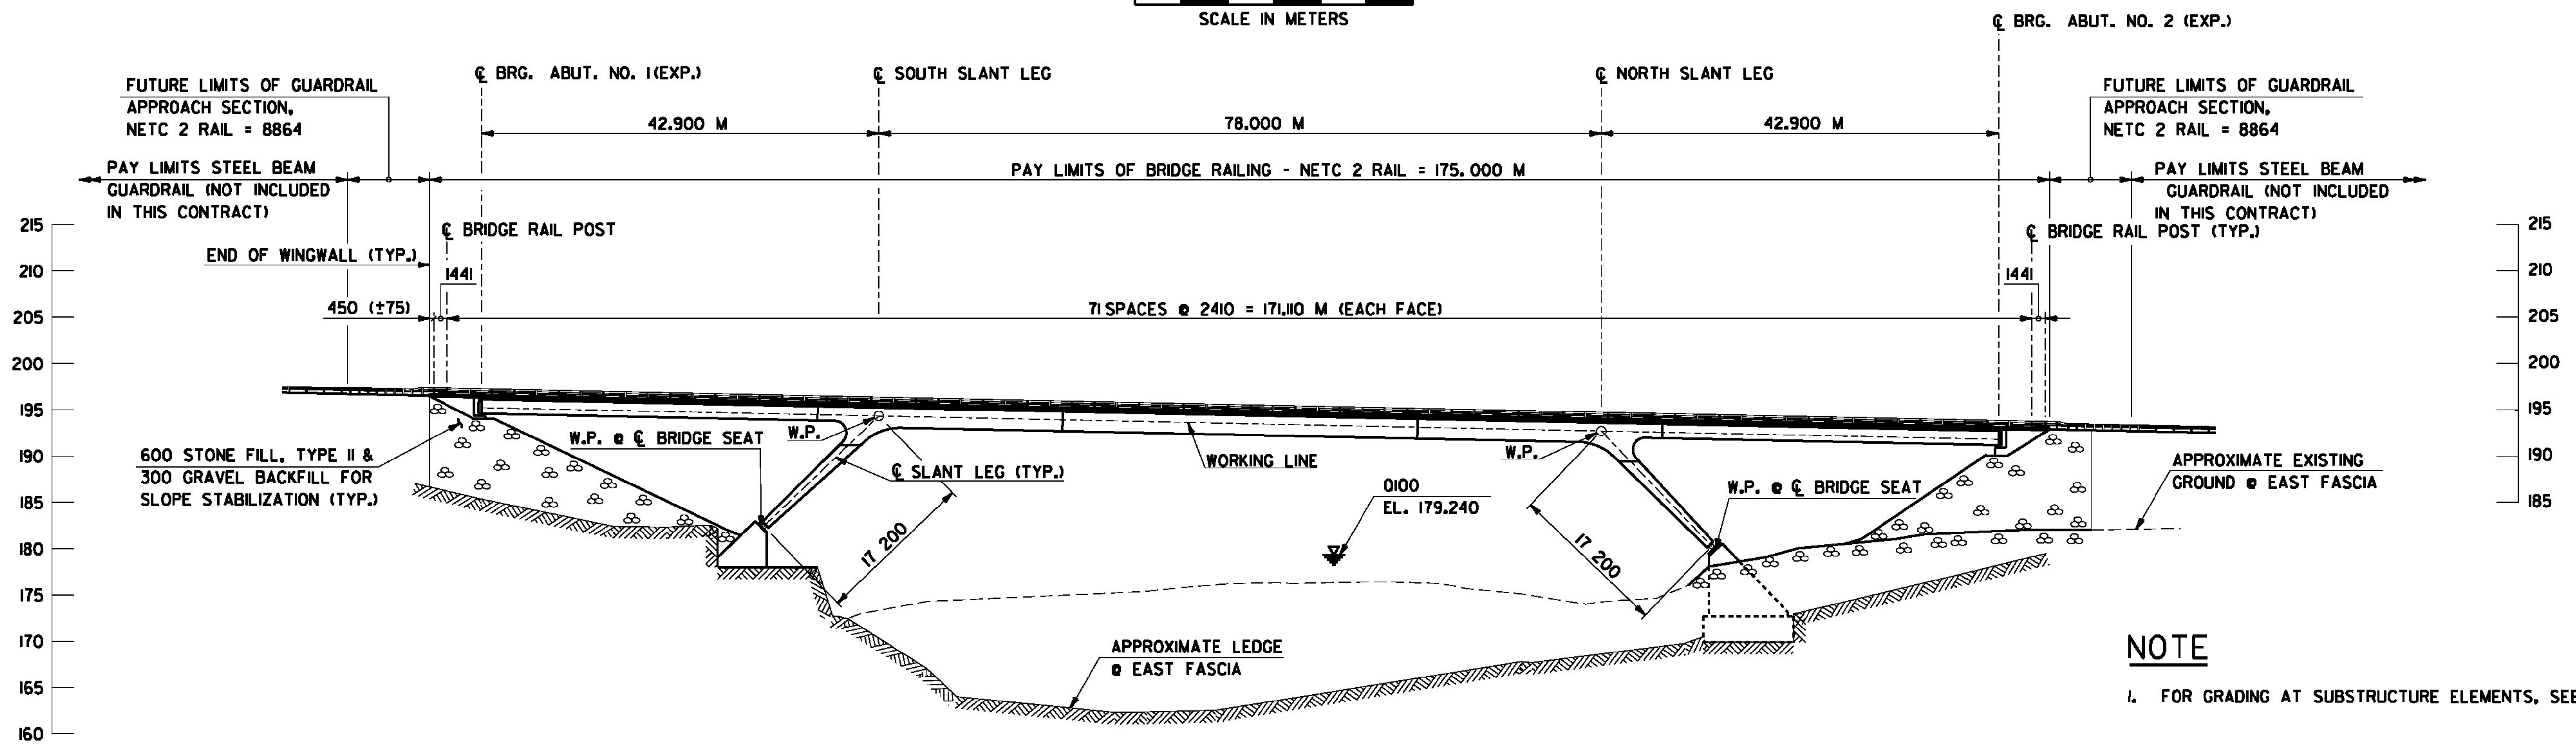 SCALE IN METERS
℄ BRG. ABUT. NO. 2 (EXP.)
℄ BRG. ABUT. NO. 1 (EXP.)
℄ SOUTH SLANT LEG
℄ NORTH SLANT LEG
FUTURE LIMITS OF GUARDRAIL
APPROACH SECTION,
NETC 2 RAIL = 8864
FUTURE LIMITS OF GUARDRAIL
APPROACH SECTION,
NETC 2 RAIL = 8864
42.900 M
78.000 M
42.900 M
PAY LIMITS STEEL BEAM
GUARDRAIL (NOT INCLUDED
IN THIS CONTRACT)
PAY LIMITS OF BRIDGE RAILING - NETC 2 RAIL = 175.000 M
PAY LIMITS STEEL BEAM
GUARDRAIL (NOT INCLUDED
IN THIS CONTRACT)
℄ BRIDGE RAIL POST
℄ BRIDGE RAIL POST (TYP.)
END OF WINGWALL (TYP.)
1441
1441
450 (±75)
71 SPACES @ 2410 = 171.110 M (EACH FACE)
215
210
205
200
195
190
185
180
175
170
165
160
215
210
205
200
195
190
185
600 STONE FILL, TYPE II &
300 GRAVEL BACKFILL FOR
SLOPE STABILIZATION (TYP.)
W.P. @ ℄ BRIDGE SEAT
W.P.
℄ SLANT LEG (TYP.)
17 200
WORKING LINE
0100
EL. 179.240
W.P.
17 200
W.P. @ ℄ BRIDGE SEAT
APPROXIMATE EXISTING
GROUND @ EAST FASCIA
APPROXIMATE LEDGE
@ EAST FASCIA
NOTE
1. FOR GRADING AT SUBSTRUCTURE ELEMENTS, SEE